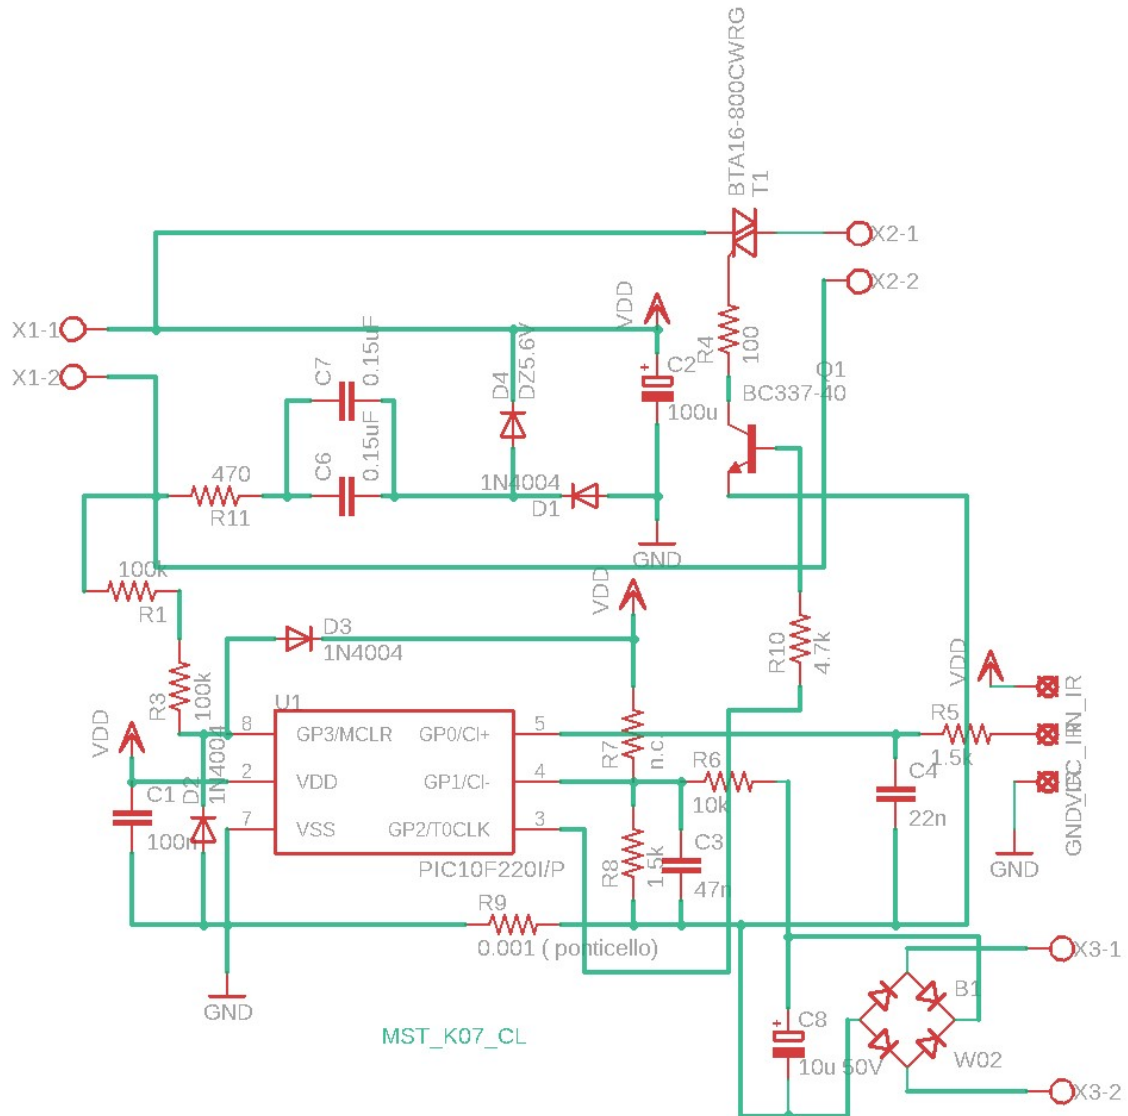 BTA16-800CWRG
T1
X2-1
X2-2
VDD
R4
100
Q1
BC337-40
X1-1
X1-2
C7
0.15uF
D4
DZ5.6V
C2
100u
C6
0.15uF
470
R11
1N4004
D1
GND
100k
R1
VDD
D3
1N4004
R10
4.7k
VDD
R3
100k
U1
VDD
8
GP3/MCLR
GP0/CI+
5
R7
n.c.
R5
1.5k
2
VDD
GP1/CI-
4
R6
10k
C4
22n
C1
100n
D2
1N4004
7
VSS
GP2/T0CLK
3
PIC10F220I/P
R8
1.5k
C3
47n
GND
R9
0.001 ( ponticello)
GND
X3-1
B1
W02
C8
10u 50V
X3-2
MST_K07_CL